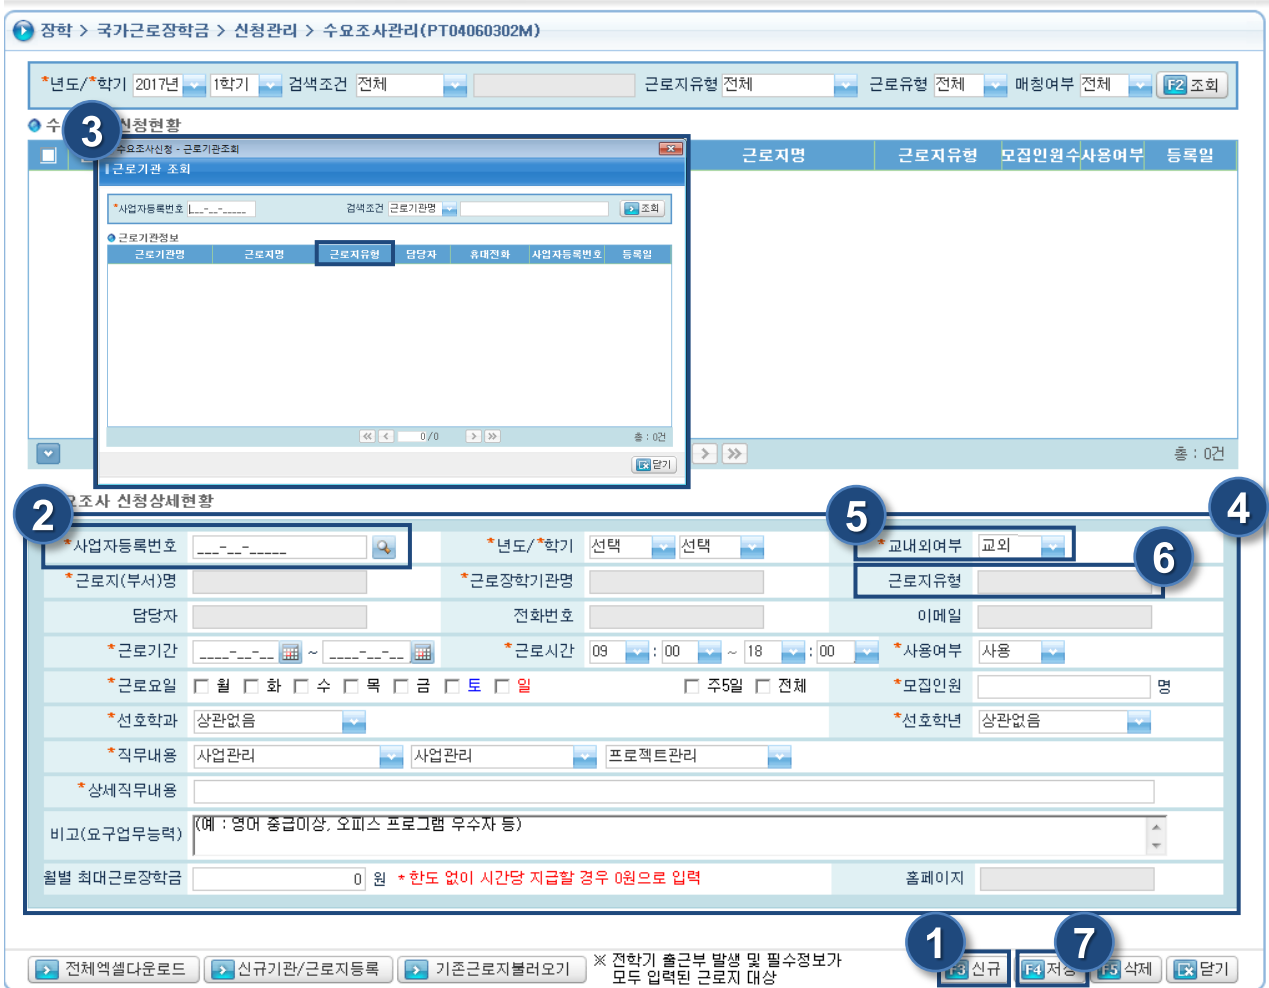 장학 > 국가근로장학금 > 신청관리 > 수요조사관리(PT04060302M)
*년도/*학기 2017년 1학기 검색조건 전체 근로지유형 전체 근로유형 전체 매칭여부 전체 F2 조회
수 신청현황
3
근로지명 근로지유형 모집인원수 사용여부 등록일
수요조사신청 - 근로기관조회
근로기관 조회
*사업자등록번호 ___-__-_____ 검색조건 근로기관명 조회
근로기관정보
근로기관명 근로지명 근로지유형 담당자 휴대전화 사업자등록번호 등록일
0/0 총 : 0건
닫기
총 : 0건
요조사 신청상세현황
2 5 4
*사업자등록번호 ___-__-_____ *년도/*학기 선택 선택 *교내외여부 교외
6
*근로지(부서)명 *근로장학기관명 근로지유형
담당자 전화번호 이메일
*근로기간 ____-__-__ ~ ____-__-__ *근로시간 09 : 00 ~ 18 : 00 *사용여부 사용
*근로요일 월 화 수 목 금 토 일 주5일 전체 *모집인원 명
*선호학과 상관없음 *선호학년 상관없음
*직무내용 사업관리 사업관리 프로젝트관리
*상세직무내용
비고(요구업무능력) (예 : 영어 중급이상, 오피스 프로그램 우수자 등)
월별 최대근로장학금 0 원 *한도 없이 시간당 지급할 경우 0원으로 입력 홈페이지
1 7
전체엑셀다운로드 신규기관/근로지등록 기존근로지불러오기 ※ 전학기 출근부 발생 및 필수정보가
모두 입력된 근로지 대상
F3 신규 F4 저장 F5 삭제 닫기